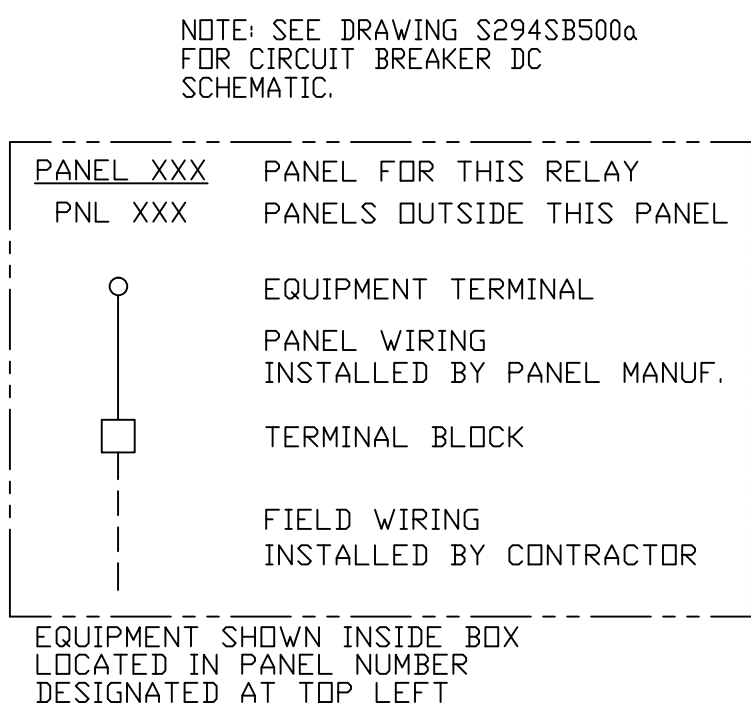 NOTE: SEE DRAWING S294SB500a
FOR CIRCUIT BREAKER DC
SCHEMATIC.
PANEL XXX PANEL FOR THIS RELAY
PNL XXX PANELS OUTSIDE THIS PANEL
EQUIPMENT TERMINAL
PANEL WIRING
INSTALLED BY PANEL MANUF.
TERMINAL BLOCK
FIELD WIRING
INSTALLED BY CONTRACTOR
EQUIPMENT SHOWN INSIDE BOX
LOCATED IN PANEL NUMBER
DESIGNATED AT TOP LEFT